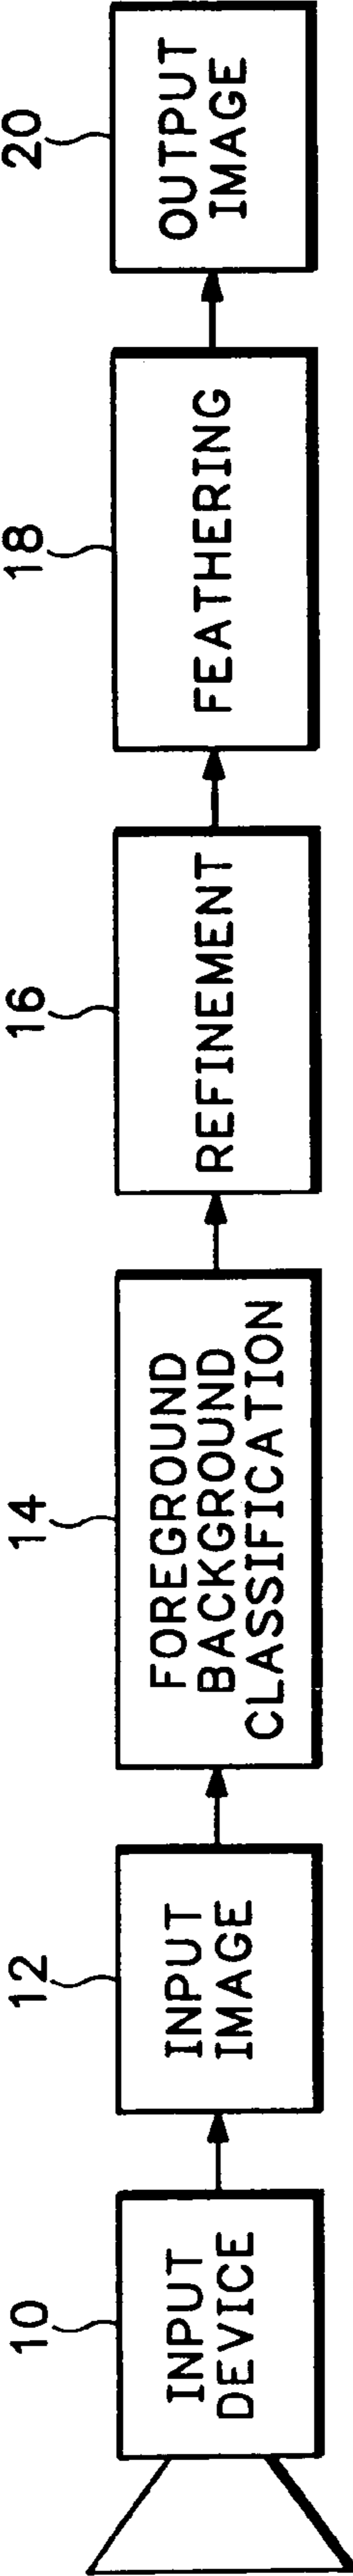 10
INPUT
DEVICE
12
INPUT
IMAGE
14
FOREGROUND
BACKGROUND
CLASSIFICATION
16
REFINEMENT
18
FEATHERING
20
OUTPUT
IMAGE